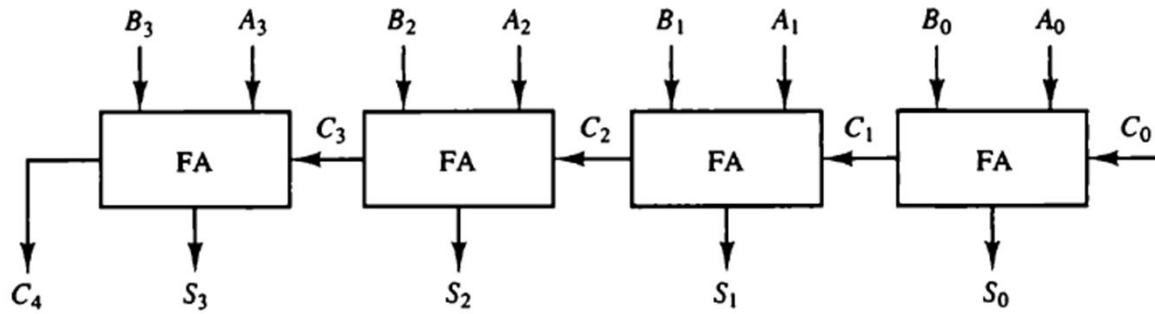 B₃ A₃ B₂ A₂ B₁ A₁ B₀ A₀
C₃ C₂ C₁ C₀
FA FA FA FA
C₄ S₃ S₂ S₁ S₀